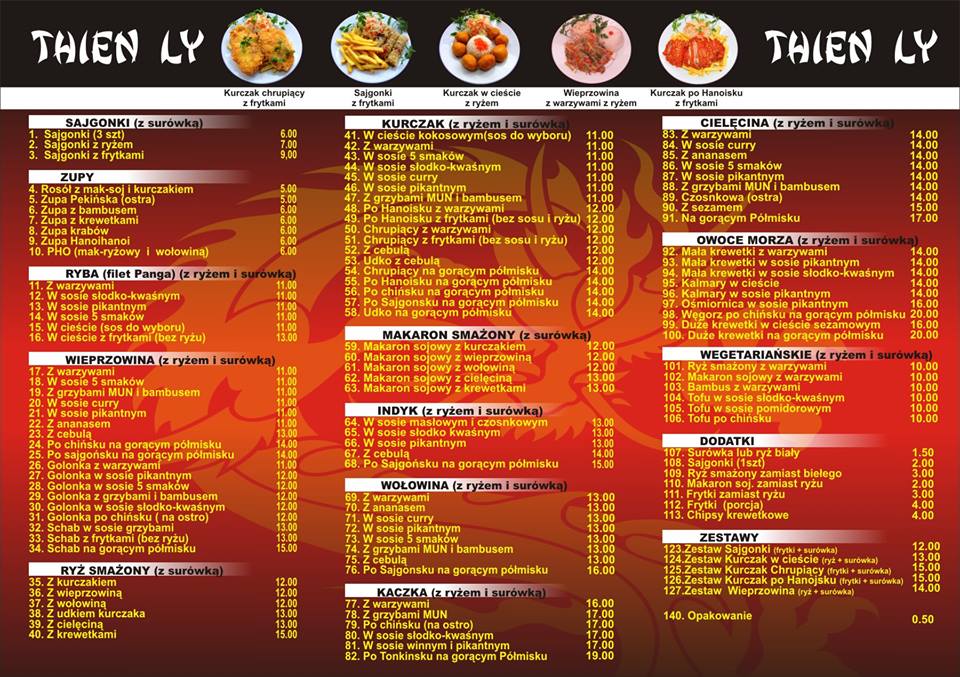 THIEN LY
THIEN LY
Kurczak chrupiący
z frytkami
Sajgonki
z frytkami
Kurczak w cieście
z ryżem
Wieprzowina
z warzywami z ryżem
Kurczak po Hanoisku
z frytkami
SAJGONKI (z surówką)
1. Sajgonki (3 szt) 6.00
2. Sajgonki z ryżem 7.00
3. Sajgonki z frytkami 9,00
ZUPY
4. Rosół z mak-soj i kurczakiem 5.00
5. Zupa Pekińska (ostra) 5.00
6. Zupa z bambusem 6.00
7. Zupa z krewetkami 6.00
8. Zupa krabów 6.00
9. Zupa Hanoihanoi 6.00
10. PHO (mak-ryżowy i wołowiną) 6.00
RYBA (filet Panga) (z ryżem i surówką)
11. Z warzywami 11.00
12. W sosie słodko-kwaśnym 11.00
13. W sosie pikantnym 11.00
14. W sosie 5 smaków 11.00
15. W cieście (sos do wyboru) 11.00
16. W cieście z frytkami (bez ryżu) 13.00
WIEPRZOWINA (z ryżem i surówką)
17. Z warzywami 11.00
18. W sosie 5 smaków 11.00
19. Z grzybami MUN i bambusem 11.00
20. W sosie curry 11.00
21. W sosie pikantnym 11.00
22. Z ananasem 11.00
23. Z cebulą 13.00
24. Po chińsku na gorącym półmisku 14.00
25. Po sajgońsku na gorącym półmisku 14.00
26. Golonka z warzywami 11.00
27. Golonka w sosie pikantnym 12.00
28. Golonka w sosie 5 smaków 12.00
29. Golonka z grzybami i bambusem 12.00
30. Golonka w sosie słodko-kwaśnym 12.00
31. Golonka po chińsku ( na ostro) 12.00
32. Schab w sosie grzybami 13.00
33. Schab z frytkami (bez ryżu) 13.00
34. Schab na gorącym półmisku 15.00
RYŻ SMAŻONY (z surówką)
35. Z kurczakiem 12.00
36. Z wieprzowiną 12.00
37. Z wołowiną 12.00
38. Z udkiem kurczaka 13.00
39. Z cielęciną 13.00
40. Z krewetkami 15.00
KURCZAK (z ryżem i surówką)
41. W cieście kokosowym(sos do wyboru) 11.00
42. Z warzywami 11.00
43. W sosie 5 smaków 11.00
44. W sosie słodko-kwaśnym 11.00
45. W sosie curry 11.00
46. W sosie pikantnym 11.00
47. Z grzybami MUN i bambusem 11.00
48. Po Hanoisku z warzywami 12.00
49. Po Hanoisku z frytkami (bez sosu i ryżu) 12.00
50. Chrupiący z warzywami 12.00
51. Chrupiący z frytkami (bez sosu i ryżu) 12.00
52. Z cebulą 12.00
53. Udko z cebulą 12.00
54. Chrupiący na gorącym półmisku 14.00
55. Po Hanoisku na gorącym półmisku 14.00
56. Po chińsku na gorącym półmisku 14.00
57. Po Sajgonsku na gorącym półmisku 14.00
58. Udko na gorącym półmisku 14.00
MAKARON SMAŻONY (z surówką)
59. Makaron sojowy z kurczakiem 12.00
60. Makaron sojowy z wieprzowiną 12.00
61. Makaron sojowy z wołowiną 12.00
62. Makaron sojowy z cielęciną 13.00
63. Makaron sojowy z krewetkami 13.00
INDYK (z ryżem i surówką)
64. W sosie masłowym i czosnkowym 13.00
65. W sosie słodko kwaśnym 13.00
66. W sosie pikantnym 13.00
67. Z cebulą 14.00
68. Po Sajgońsku na gorącym półmisku 15.00
WOŁOWINA (z ryżem i surówką)
69. Z warzywami 13.00
70. Z ananasem 13.00
71. W sosie curry 13.00
72. W sosie pikantnym 13.00
73. W sosie 5 smaków 13.00
74. Z grzybami MUN i bambusem 13.00
75. Z cebulą 13.00
76. Po Sajgonsku na gorącym półmisku 16.00
KACZKA (z ryżem i surówką)
77. Z warzywami 16.00
78. Z grzybami MUN 17.00
79. Po chińsku (na ostro) 17.00
80. W sosie słodko-kwaśnym 17.00
81. W sosie winnym i pikantnym 17.00
82. Po Tonkinsku na gorącym Półmisku 19.00
CIELĘCINA (z ryżem i surówką)
83. Z warzywami 14.00
84. W sosie curry 14.00
85. Z ananasem 14.00
86. W sosie 5 smaków 14.00
87. W sosie pikantnym 14.00
88. Z grzybami MUN i bambusem 14.00
89. Czosnkowa (ostra) 14.00
90. Z sezamem 15.00
91. Na gorącym Półmisku 17.00
OWOCE MORZA (z ryżem i surówką)
92. Mała krewetki z warzywami 14.00
93. Mała krewetki w sosie pikantnym 14.00
94. Mała krewetki w sosie słodko-kwaśnym 14.00
95. Kalmary w cieście 14.00
96. Kalmary w sosie pikantnym 14.00
97. Ośmiornica w sosie pikantnym 16.00
98. Węgorz po chińsku na gorącym półmisku 20.00
99. Duże krewetki w cieście sezamowym 16.00
100. Duże krewetki na gorącym półmisku 20.00
WEGETARIAŃSKIE (z ryżem i surówką)
101. Ryż smażony z warzywami 10.00
102. Makaron sojowy z warzywami 10.00
103. Bambus z warzywami 10.00
104. Tofu w sosie słodko-kwaśnym 10.00
105. Tofu w sosie pomidorowym 10.00
106. Tofu po chińsku 10.00
DODATKI
107. Surówka lub ryż biały 1.50
108. Sajgonki (1szt) 2.00
109. Ryż smażony zamiast białego 3.00
110. Makaron soj. zamiast ryżu 2.00
111. Frytki zamiast ryżu 3.00
112. Frytki (porcja) 4.00
113. Chipsy krewetkowe 4.00
ZESTAWY
123.Zestaw Sajgonki (frytki + surówka) 12.00
124.Zestaw Kurczak w cieście (ryż + surówka) 13.00
125.Zestaw Kurczak Chrupiący (frytki + surówka) 15.00
126.Zestaw Kurczak po Hanojsku (frytki + surówka) 15.00
127.Zestaw Wieprzowina (ryż + surówka) 14.00
140. Opakowanie 0.50